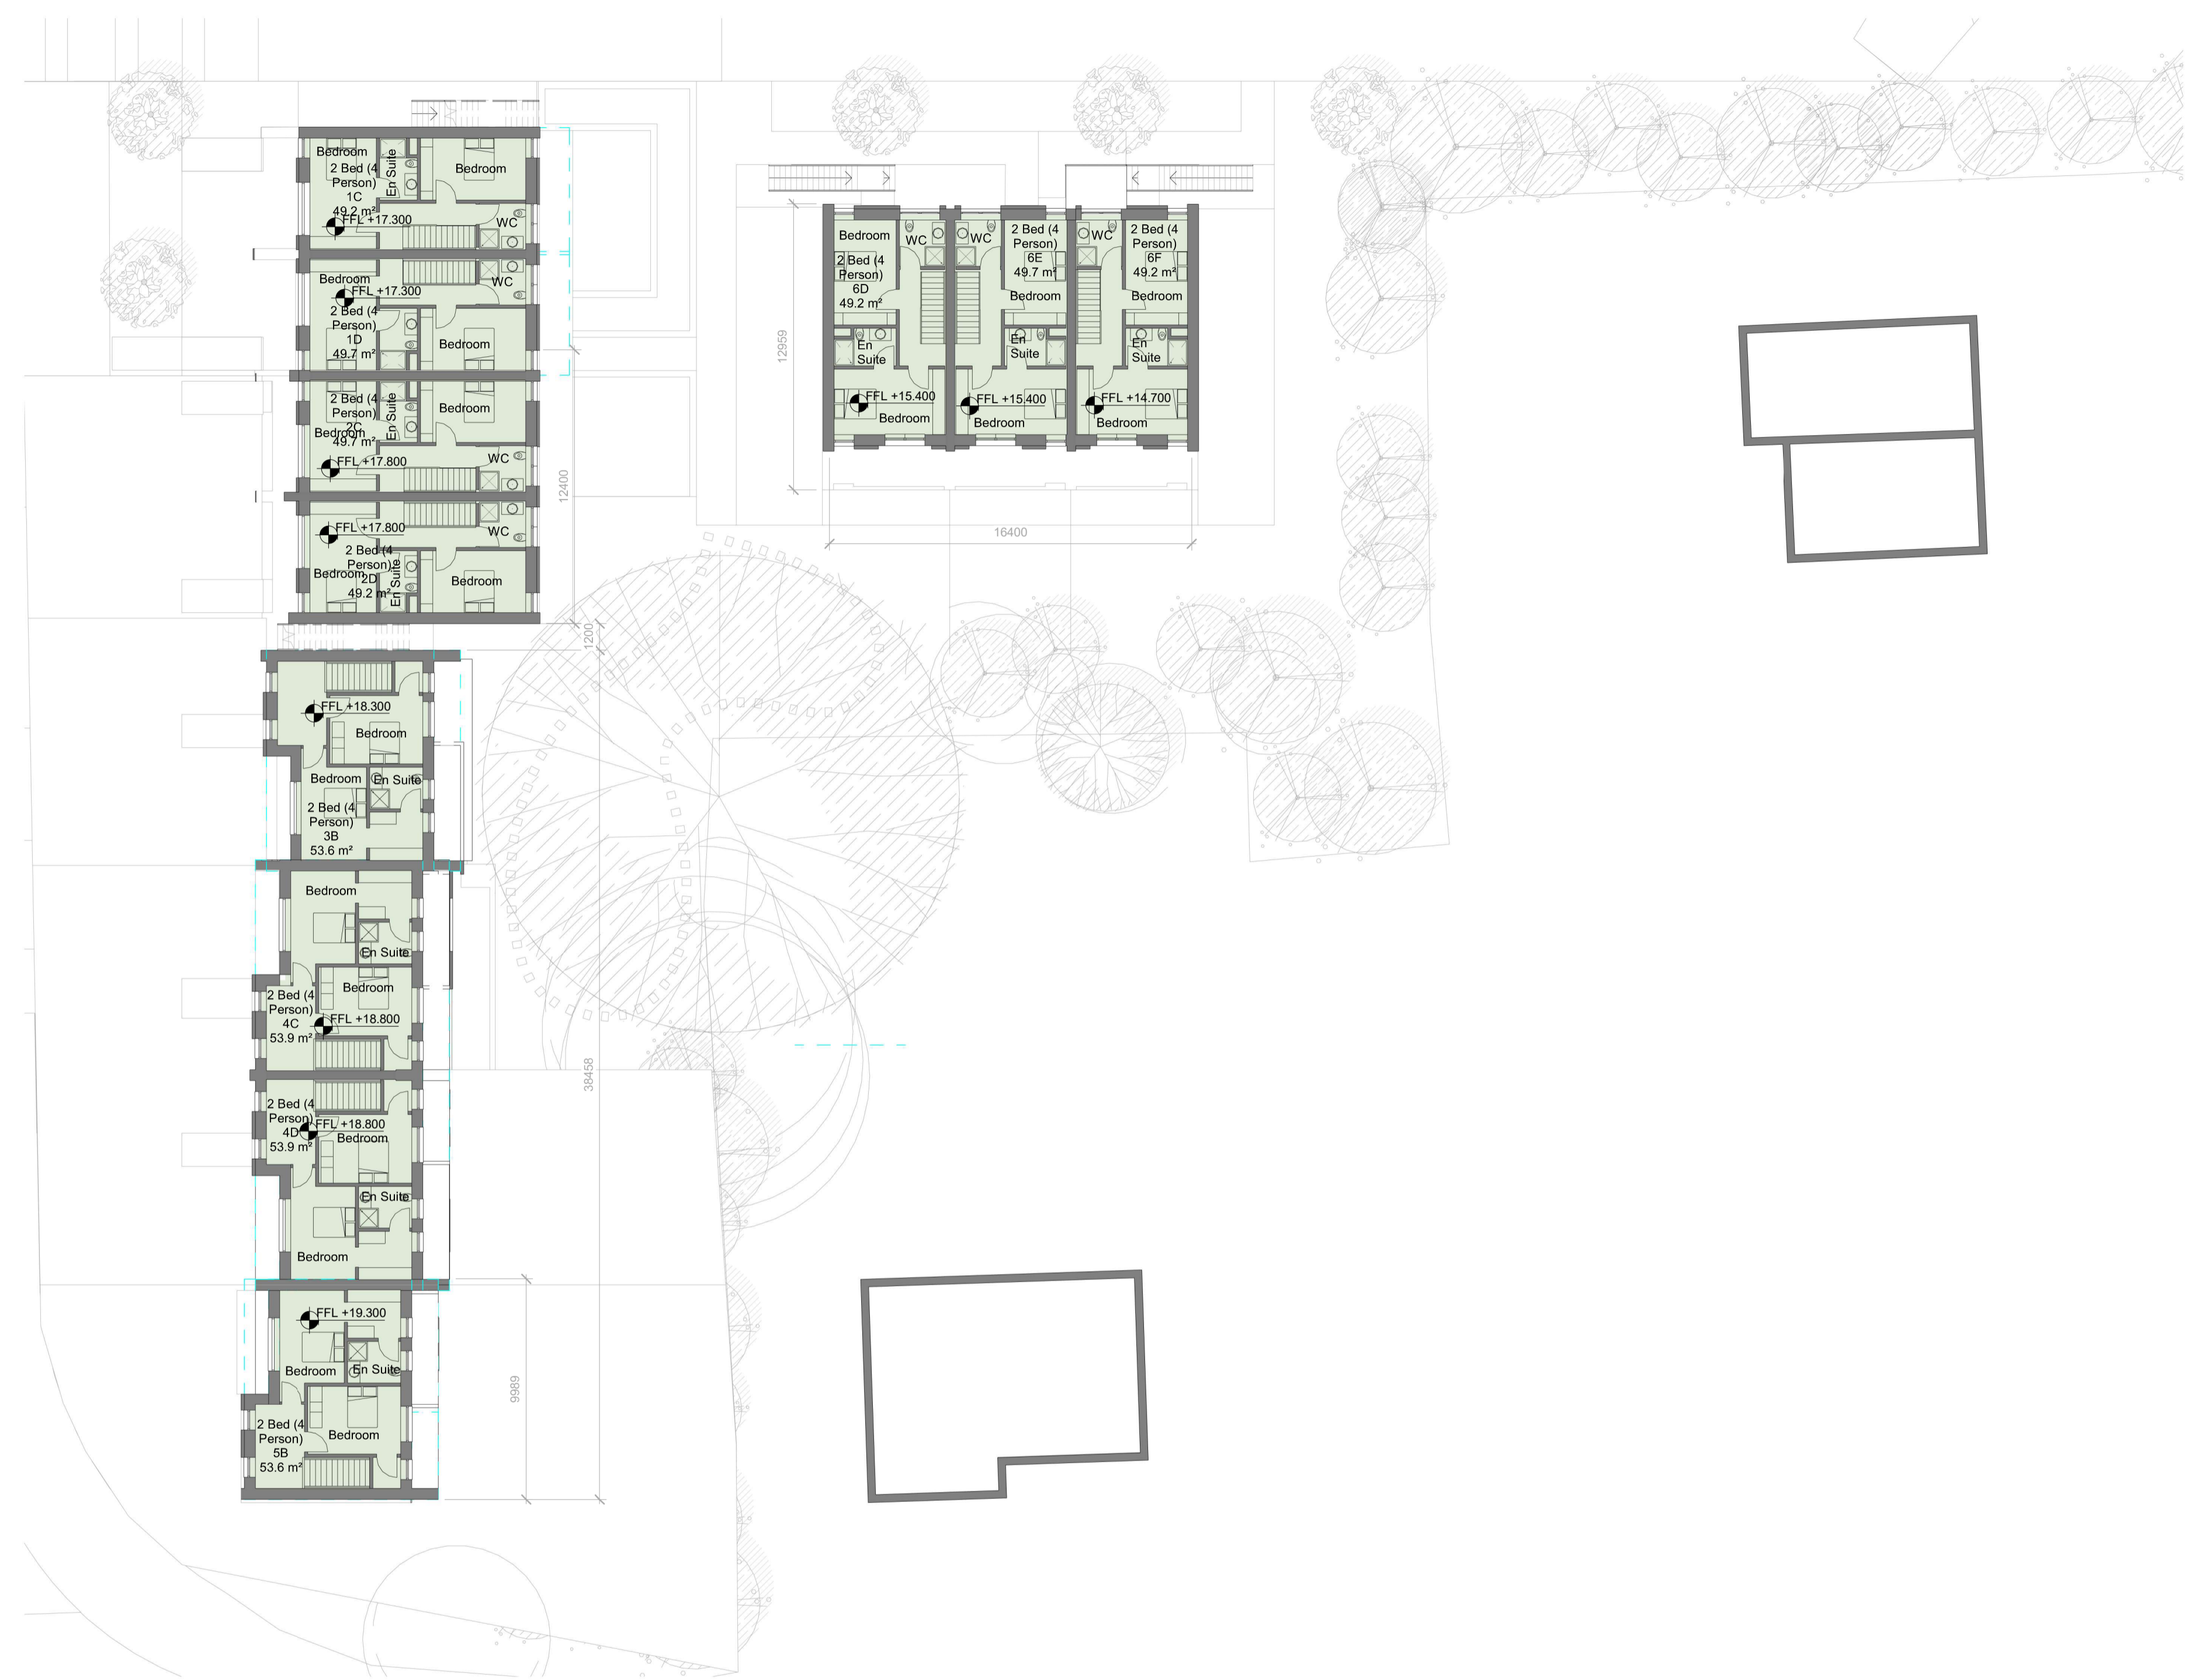 Bedroom
2 Bed (4
Person)
1C
49.2 m²
En Suite
Bedroom
FFL +17.300
WC
Bedroom
FFL +17.300
WC
2 Bed (4
Person)
1D
49.7 m²
Bedroom
2 Bed (4
Person)
2C
49.7 m²
En Suite
Bedroom
Bedroom
FFL +17.800
WC
FFL +17.800
WC
2 Bed (4
Person)
2D
49.2 m²
Bedroom
En Suite
Bedroom
12400
1200
Bedroom
2 Bed (4
Person)
6D
49.2 m²
WC
WC
2 Bed (4
Person)
6E
49.7 m²
Bedroom
WC
2 Bed (4
Person)
6F
49.2 m²
Bedroom
En
Suite
En
Suite
En
Suite
FFL +15.400
Bedroom
FFL +15.400
Bedroom
FFL +14.700
Bedroom
12959
16400
FFL +18.300
Bedroom
Bedroom
En Suite
2 Bed (4
Person)
3B
53.6 m²
Bedroom
En Suite
Bedroom
2 Bed (4
Person)
4C
53.9 m²
FFL +18.800
38458
2 Bed (4
Person)
4D
53.9 m²
FFL +18.800
Bedroom
En Suite
Bedroom
FFL +19.300
Bedroom
En Suite
9989
2 Bed (4
Person)
5B
53.6 m²
Bedroom